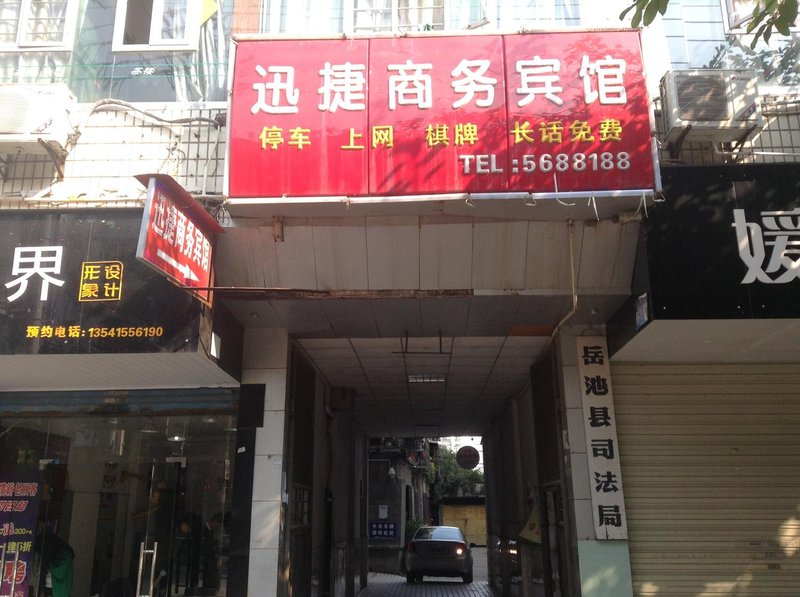 迅捷商务宾馆
停车 上网 棋牌 长话免费
TEL:5688188
迅捷商务宾馆
界
形设
象计
预约电话:13541556190
媛
岳池县司法局